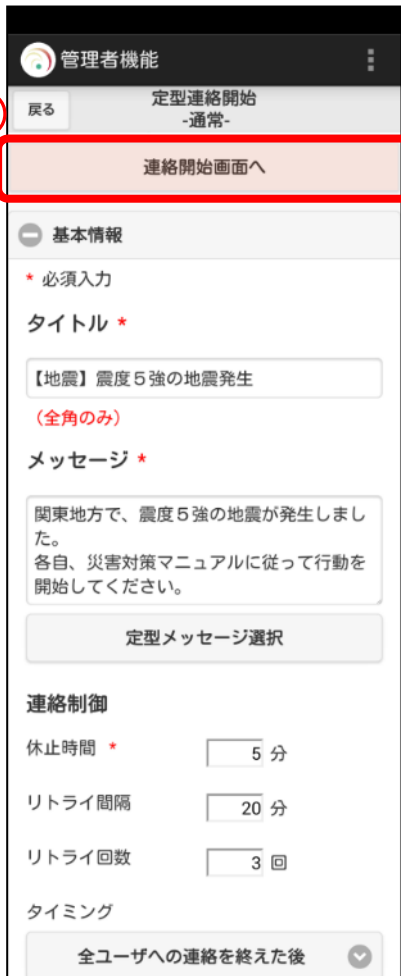 管理者機能
戻る
定型連絡開始
-通常-
連絡開始画面へ
基本情報
* 必須入力
タイトル *
【地震】震度５強の地震発生
（全角のみ）
メッセージ *
関東地方で、震度５強の地震が発生しまし
た。
各自、災害対策マニュアルに従って行動を
開始してください。
定型メッセージ選択
連絡制御
休止時間 * 5 分
リトライ間隔 20 分
リトライ回数 3 回
タイミング
全ユーザへの連絡を終えた後